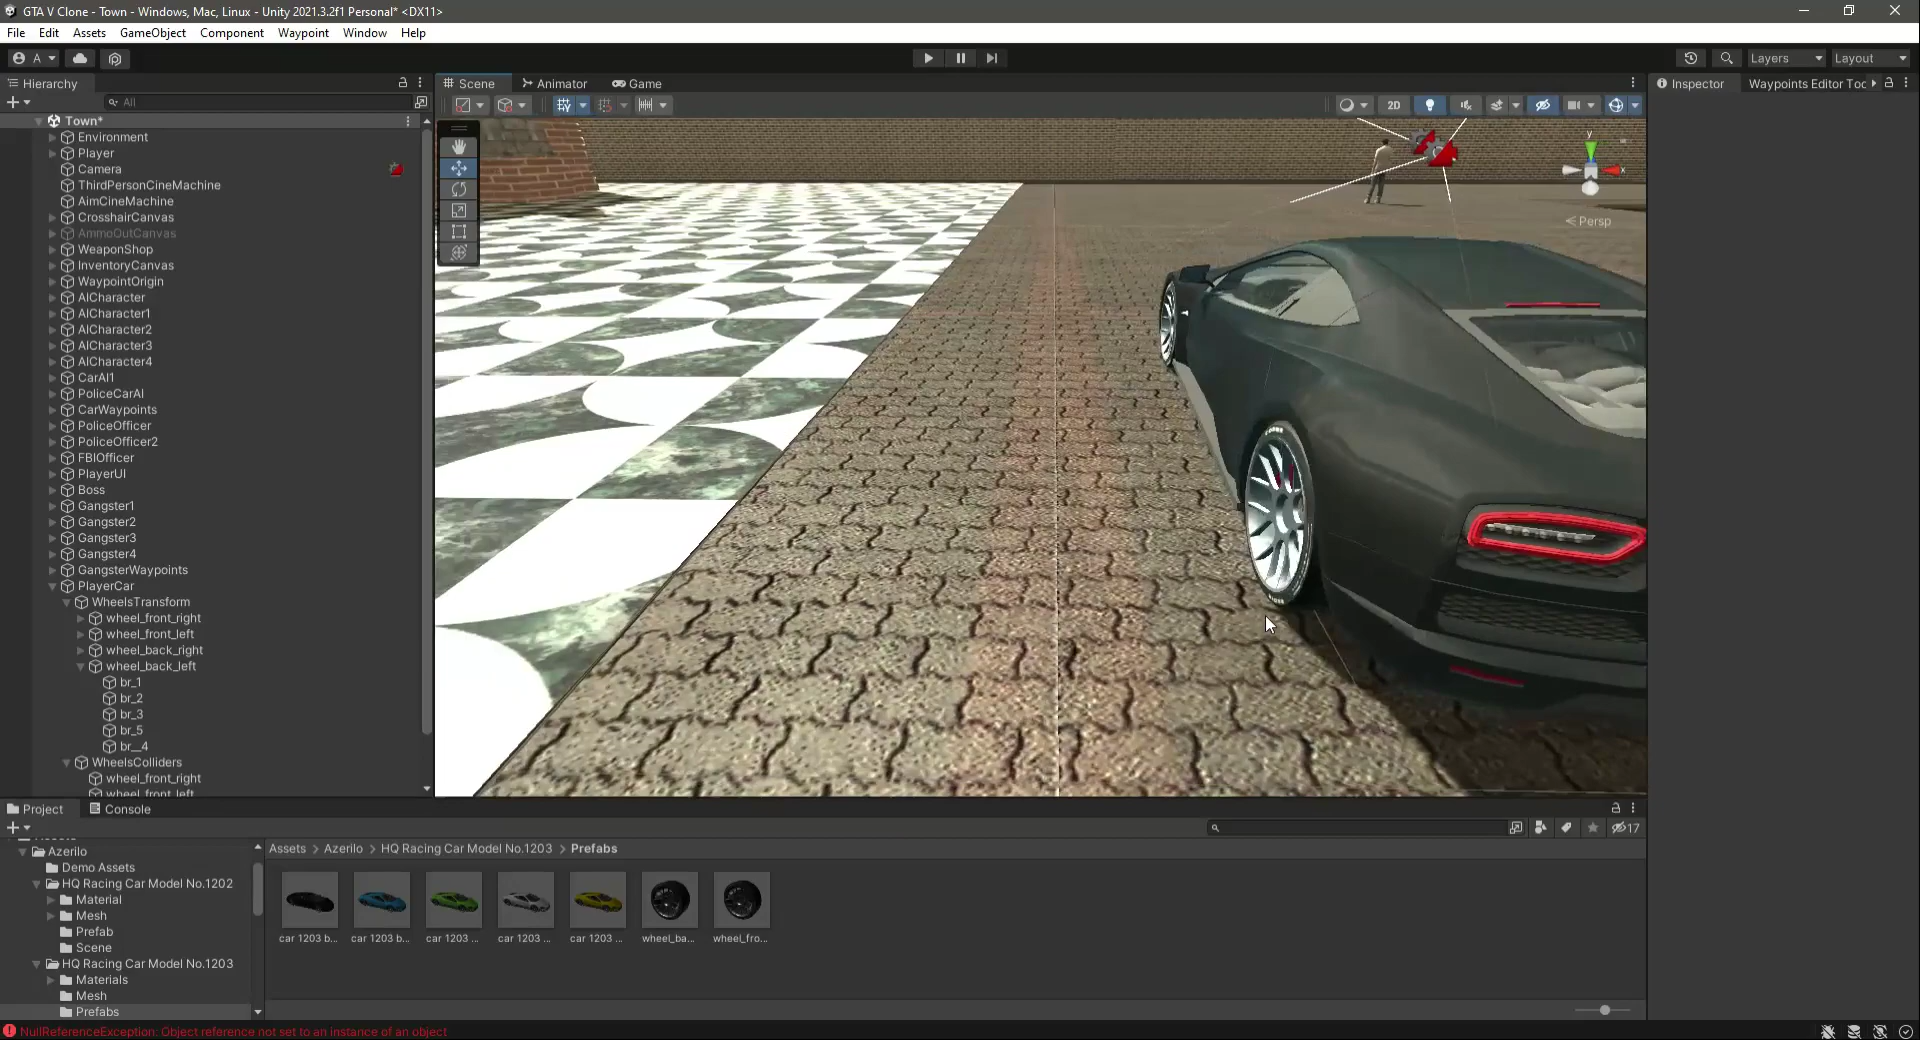 GTA V Clone - Town - Windows, Mac, Linux - Unity 2021.3.2f1 Personal* <DX11>
File Edit Assets GameObject Component Waypoint Window Help
A Layers Layout
Hierarchy
Scene Animator Game
Inspector Waypoints Editor Too
All
2D
Town*
Environment
Player
Camera
ThirdPersonCineMachine
AimCineMachine
CrosshairCanvas
AmmoOutCanvas
WeaponShop
InventoryCanvas
WaypointOrigin
AICharacter
AICharacter1
AICharacter2
AICharacter3
AICharacter4
CarAI1
PoliceCarAI
CarWaypoints
PoliceOfficer
PoliceOfficer2
FBIOfficer
PlayerUI
Boss
Gangster1
Gangster2
Gangster3
Gangster4
GangsterWaypoints
PlayerCar
WheelsTransform
wheel_front_right
wheel_front_left
wheel_back_right
wheel_back_left
br_1
br_2
br_3
br_5
br__4
WheelsColliders
wheel_front_right
wheel_front_left
y
x
< Persp
Project Console
17
Azerilo
Demo Assets
HQ Racing Car Model No.1202
Material
Mesh
Prefab
Scene
HQ Racing Car Model No.1203
Materials
Mesh
Prefabs
Assets > Azerilo > HQ Racing Car Model No.1203 > Prefabs
car 1203 b... car 1203 b... car 1203 ... car 1203 ... car 1203 ... wheel_ba... wheel_fro...
NullReferenceException: Object reference not set to an instance of an object